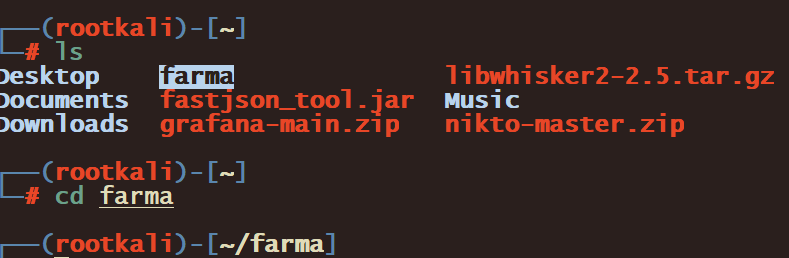 ┌──(rootkali)-[~]
└─# ls
Desktop farma libwhisker2-2.5.tar.gz
Documents fastjson_tool.jar Music
Downloads grafana-main.zip nikto-master.zip
┌──(rootkali)-[~]
└─# cd farma
┌──(rootkali)-[~/farma]